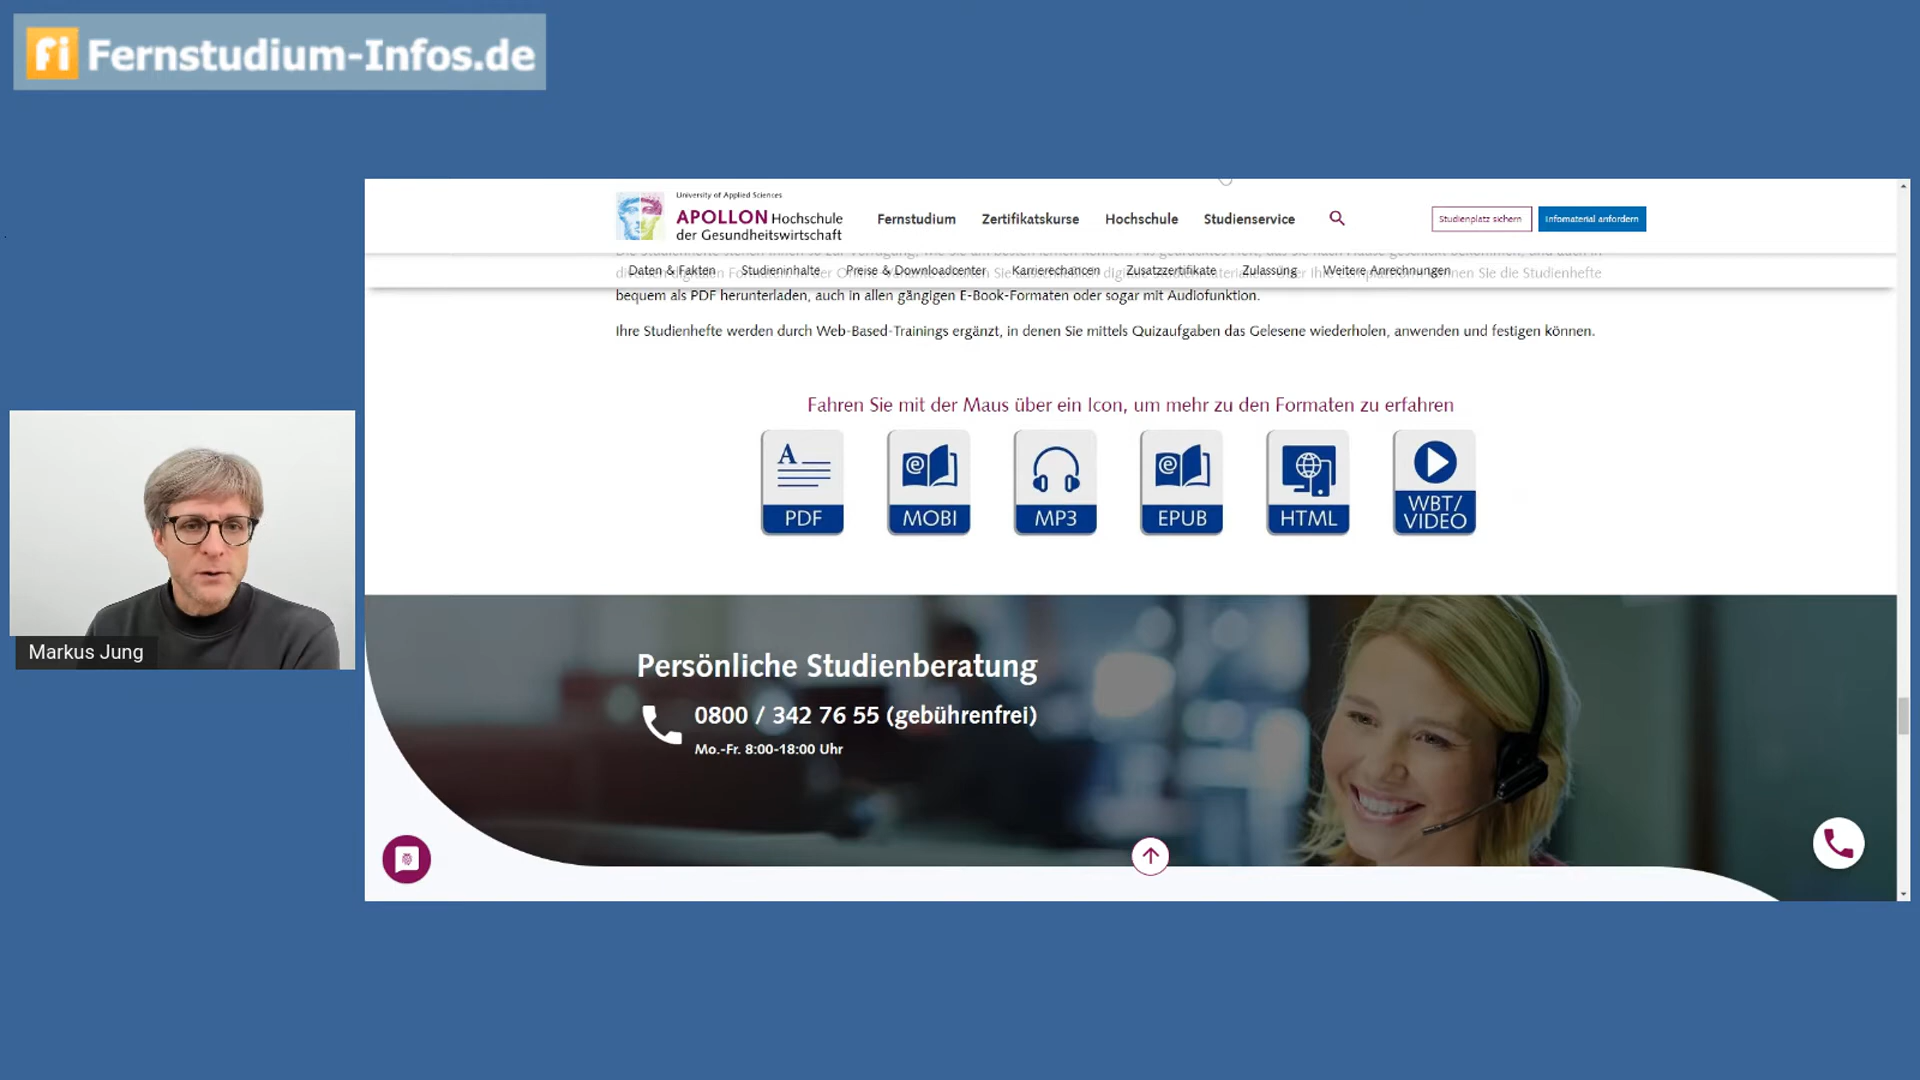 fi Fernstudium-Infos.de
University of Applied Sciences
APOLLON Hochschule
der Gesundheitswirtschaft
Fernstudium
Zertifikatskurse
Hochschule
Studienservice
Studienplatz sichern
Infomaterial anfordern
Daten & Fakten
Studieninhalte
Preise & Downloadcenter
Karrierechancen
Zusatzzertifikate
Zulassung
Weitere Anrechnungen
bequem als PDF herunterladen, auch in allen gängigen E-Book-Formaten oder sogar mit Audiofunktion.
Ihre Studienhefte werden durch Web-Based-Trainings ergänzt, in denen Sie mittels Quizaufgaben das Gelesene wiederholen, anwenden und festigen können.
Fahren Sie mit der Maus über ein Icon, um mehr zu den Formaten zu erfahren
A
PDF
MOBI
MP3
EPUB
HTML
WBT/
VIDEO
Markus Jung
Persönliche Studienberatung
0800 / 342 76 55 (gebührenfrei)
Mo.-Fr. 8:00-18:00 Uhr